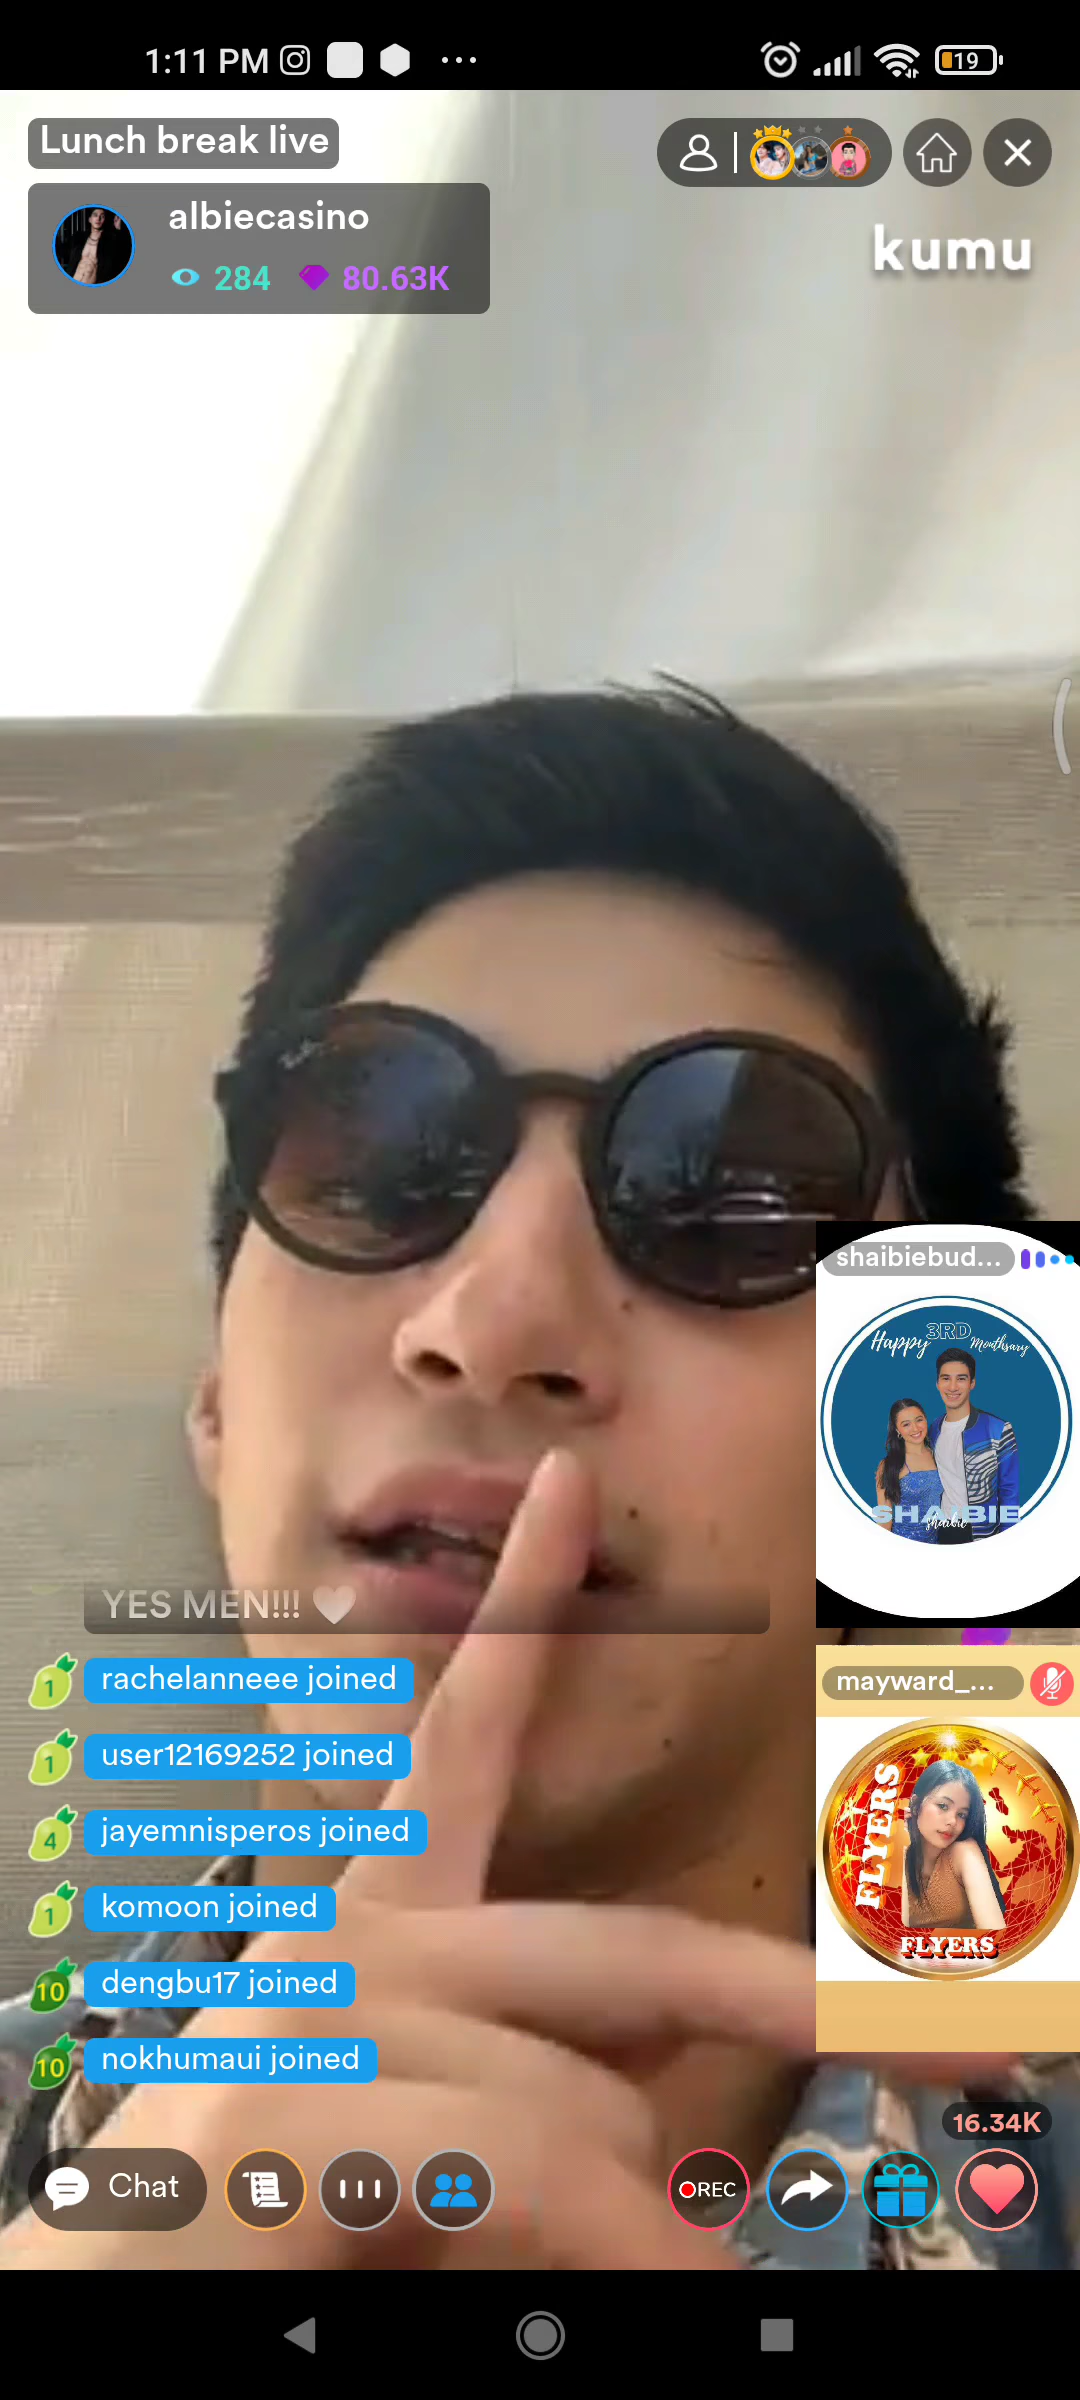 1:11 PM
19
Lunch break live
albiecasino
284 80.63K
kumu
shaibiebud...
Happy 3RD Monthsary
SHAIBIE
shaibie
YES MEN!!! 🤍
1 rachelanneee joined
mayward_...
1 user12169252 joined
FLYERS
4 jayemnisperos joined
1 komoon joined
FLYERS
10 dengbu17 joined
10 nokhumaui joined
16.34K
Chat
REC